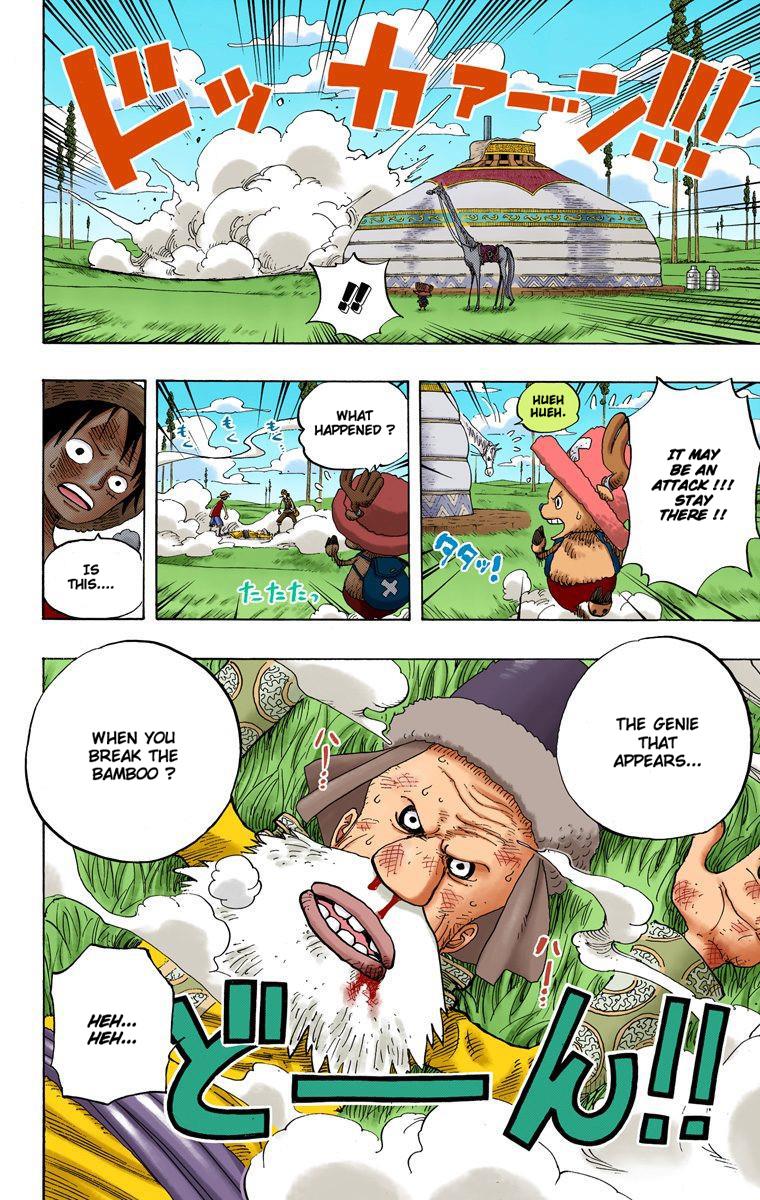 ドッカアーーン!!!
!!
IT MAY
BE AN
ATTACK !!!
STAY
THERE !!
HUEH
HUEH.
タタッ!
WHAT
HAPPENED ?
もく
もく
もく
たたたっ
IS
THIS....
THE GENIE
THAT
APPEARS...
WHEN YOU
BREAK THE
BAMBOO ?
ハー!
ハー!
HEH...
HEH...
どーん!!